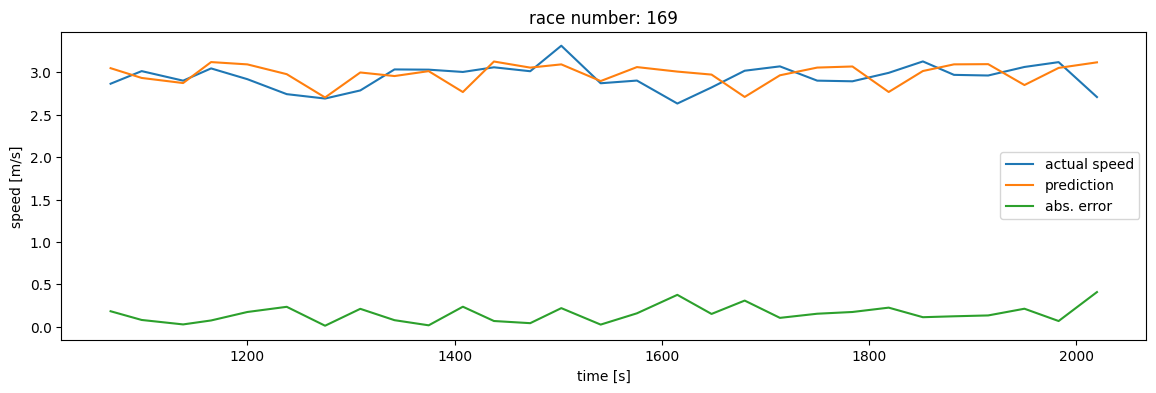 race number: 169
speed [m/s]
3.0
2.5
2.0
1.5
1.0
0.5
0.0
actual speed
prediction
abs. error
1200 1400 1600 1800 2000
time [s]